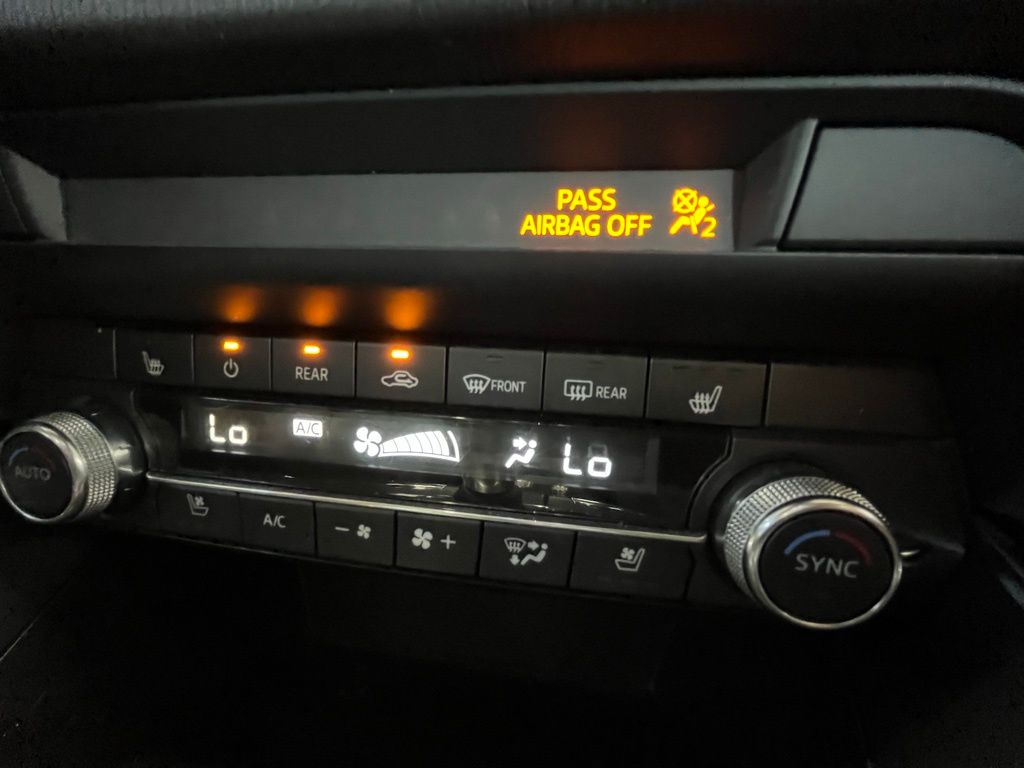 PASS
AIRBAG OFF
2
REAR
FRONT
REAR
Lo
A/C
Lo
AUTO
A/C
- +
SYNC